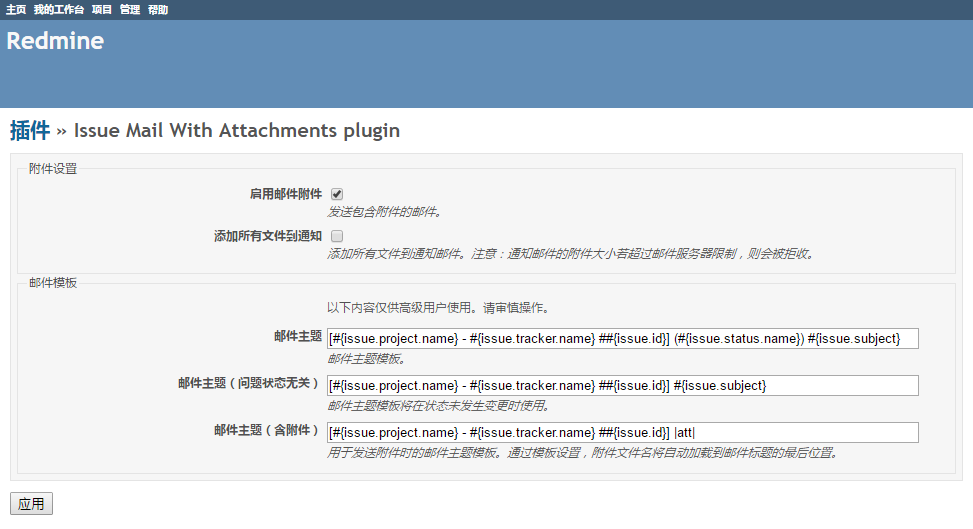 主页 我的工作台 项目 管理 帮助
Redmine
插件 » Issue Mail With Attachments plugin
附件设置
启用邮件附件
发送包含附件的邮件。
添加所有文件到通知
添加所有文件到通知邮件。注意：通知邮件的附件大小若超过邮件服务器限制，则会被拒收。
邮件模板
以下内容仅供高级用户使用。请审慎操作。
邮件主题 [#{issue.project.name} - #{issue.tracker.name} ##{issue.id}] (#{issue.status.name}) #{issue.subject}
邮件主题模板。
邮件主题（问题状态无关） [#{issue.project.name} - #{issue.tracker.name} ##{issue.id}] #{issue.subject}
邮件主题模板将在状态未发生变更时使用。
邮件主题（含附件） [#{issue.project.name} - #{issue.tracker.name} ##{issue.id}] |att|
用于发送附件时的邮件主题模板。通过模板设置，附件文件名将自动加载到邮件标题的最后位置。
应用